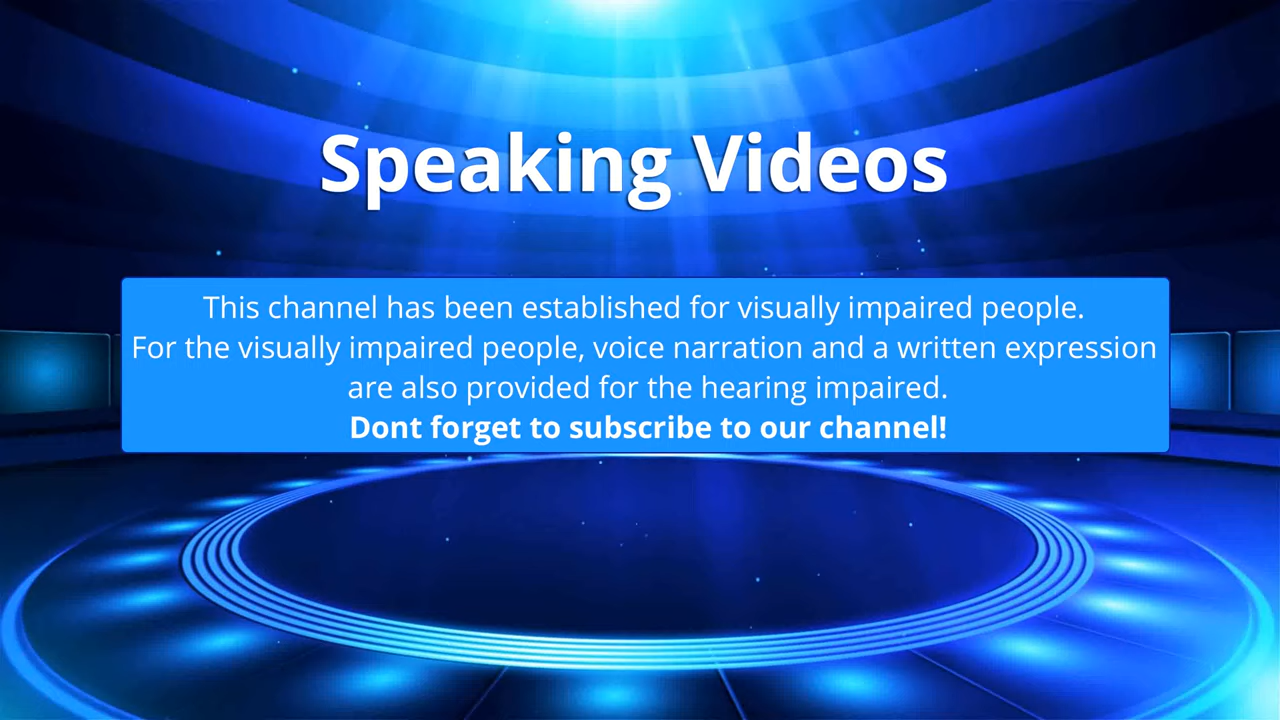 Speaking Videos
This channel has been established for visually impaired people.
For the visually impaired people, voice narration and a written expression
are also provided for the hearing impaired.
Dont forget to subscribe to our channel!